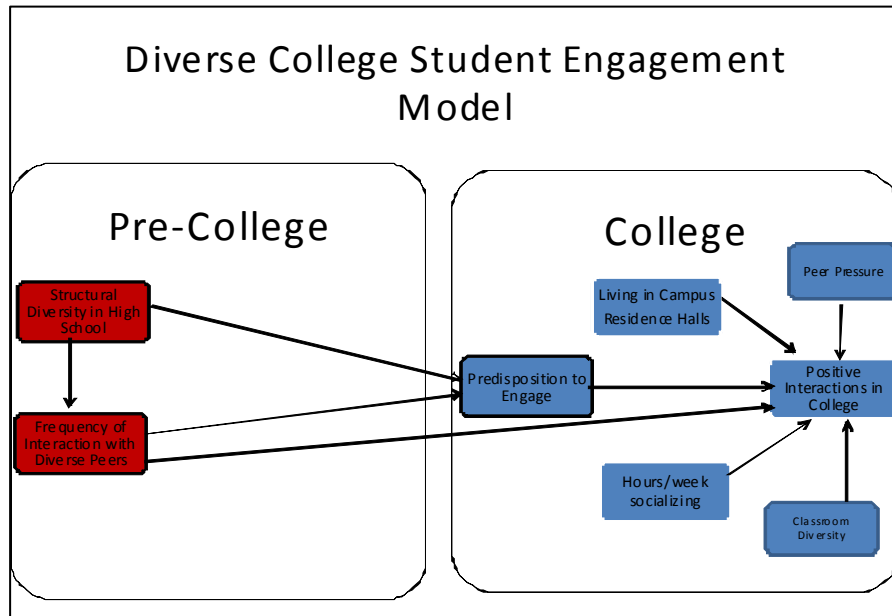 Diverse College Student Engagement
Model
Pre-College
College
Structural
Diversity in High
School
Frequency of
Interaction with
Diverse Peers
Predisposition to
Engage
Living in Campus
Residence Halls
Peer Pressure
Positive
Interactions in
College
Hours/week
socializing
Classroom
Diversity